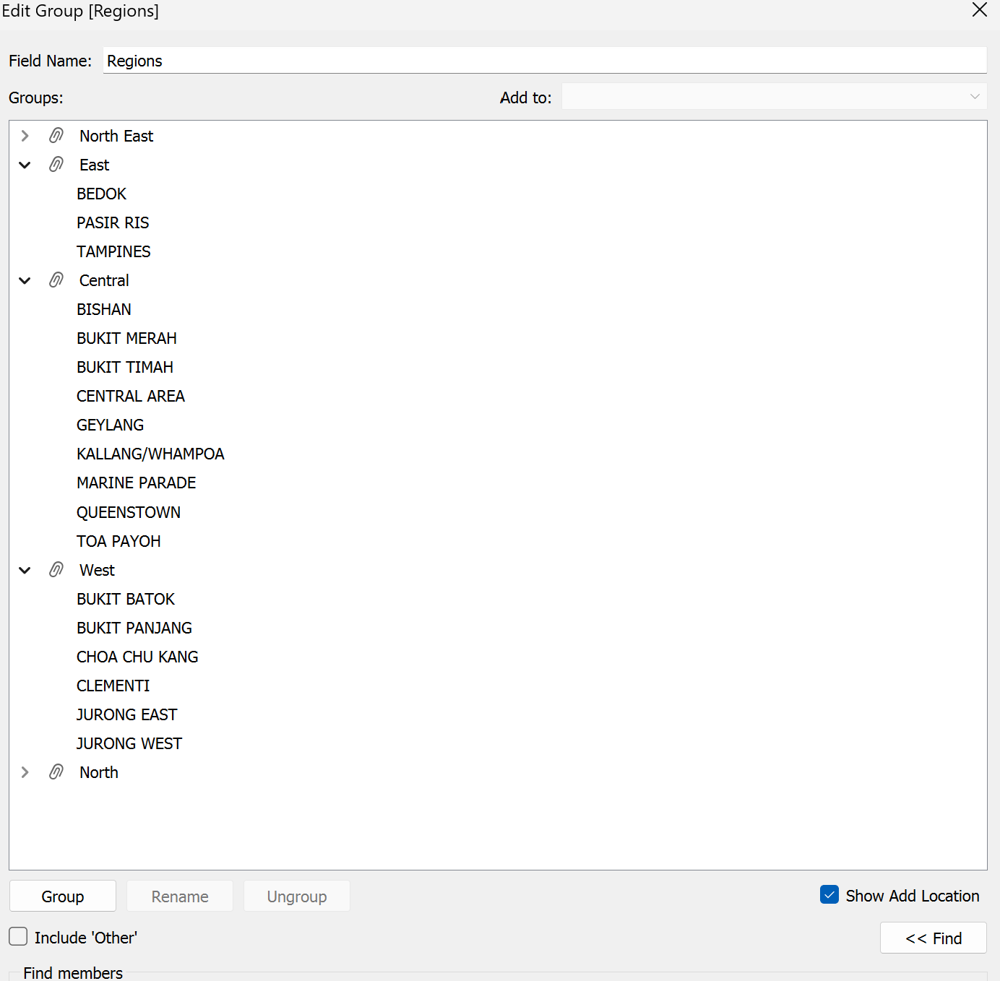 Edit Group [Regions]
Field Name: Regions
Groups: Add to:
North East
East
BEDOK
PASIR RIS
TAMPINES
Central
BISHAN
BUKIT MERAH
BUKIT TIMAH
CENTRAL AREA
GEYLANG
KALLANG/WHAMPOA
MARINE PARADE
QUEENSTOWN
TOA PAYOH
West
BUKIT BATOK
BUKIT PANJANG
CHOA CHU KANG
CLEMENTI
JURONG EAST
JURONG WEST
North
Group Rename Ungroup Show Add Location
Include 'Other' << Find
Find members